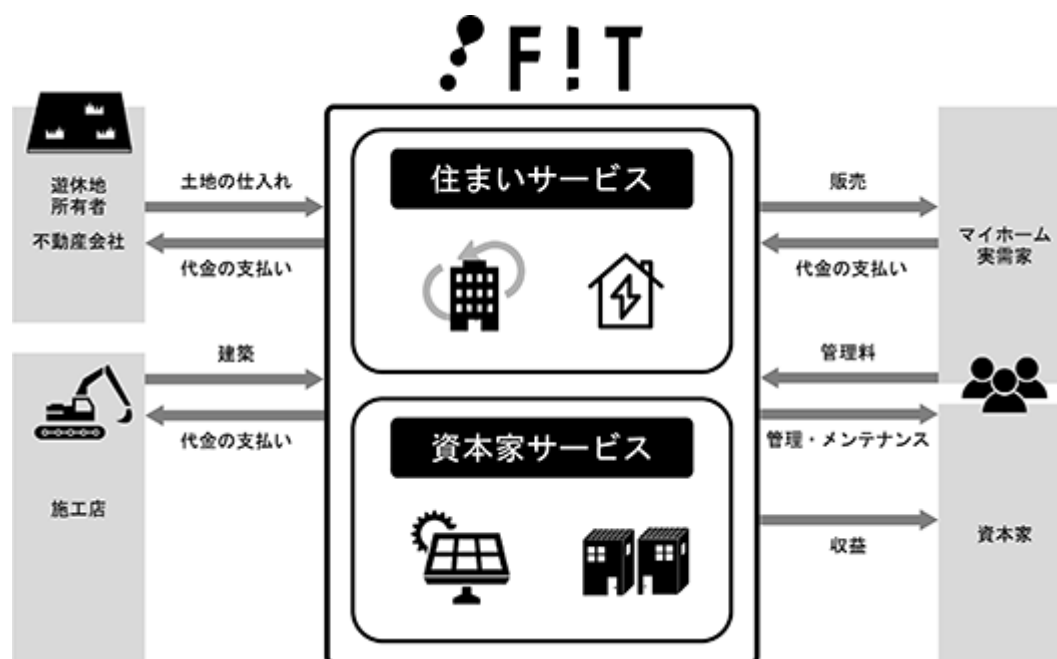 F!T
遊休地
所有者
不動産会社
土地の仕入れ
代金の支払い
住まいサービス
販売
代金の支払い
マイホーム
実需家
施工店
建築
代金の支払い
資本家サービス
管理料
管理・メンテナンス
収益
資本家